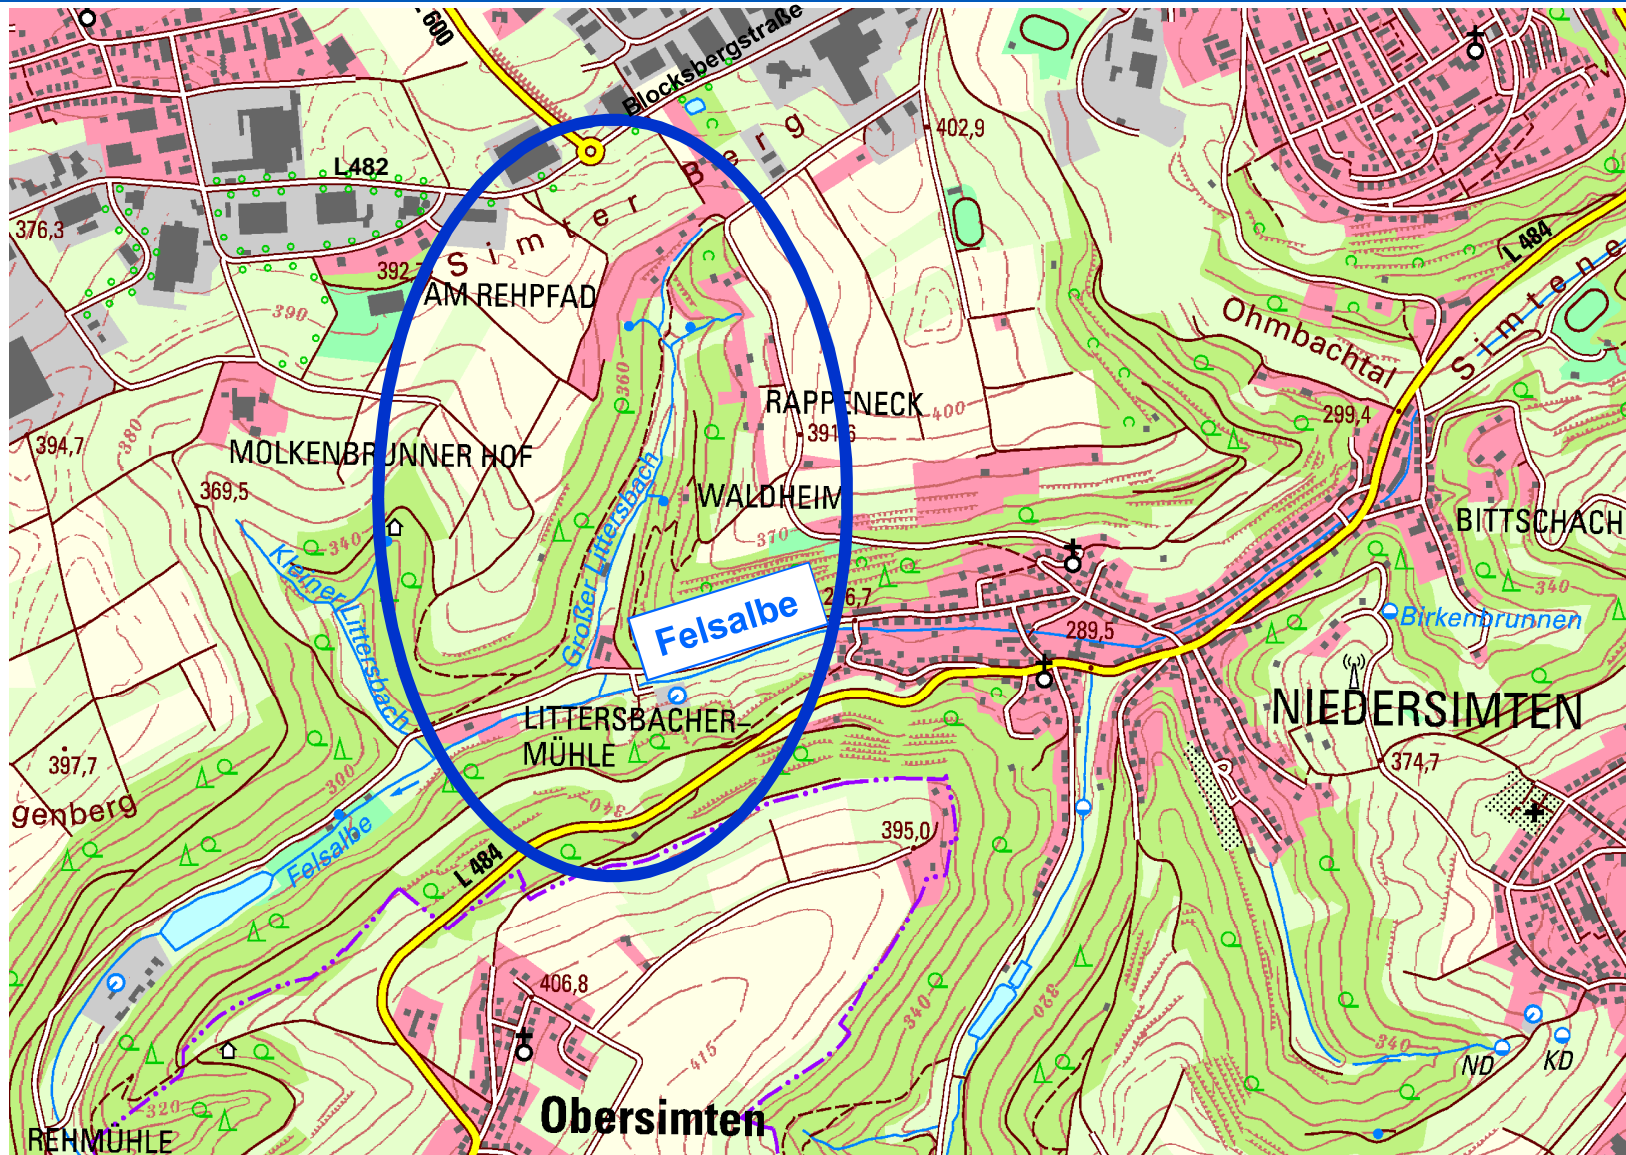 600
Blocksbergstraße
402,9
L482
Simter Berg
376,3
392,7
AM REHPFAD
390
360
L 484
Simtene
Ohmbachtal
RAPPENECK
400
391,6
299,4
380
394,7
MOLKENBRUNNER HOF
369,5
WALDHEIM
BITTSCHACH
370
340
Kleiner Littersbach
Großer Littersbach
Felsalbe
340
Birkenbrunnen
289,5
NIEDERSIMTEN
LITTERSBACHER-
MÜHLE
397,7
300
374,7
genberg
340
395,0
Felsalbe
L 484
406,8
340
320
415
340
ND
KD
320
Obersimten
REHMÜHLE